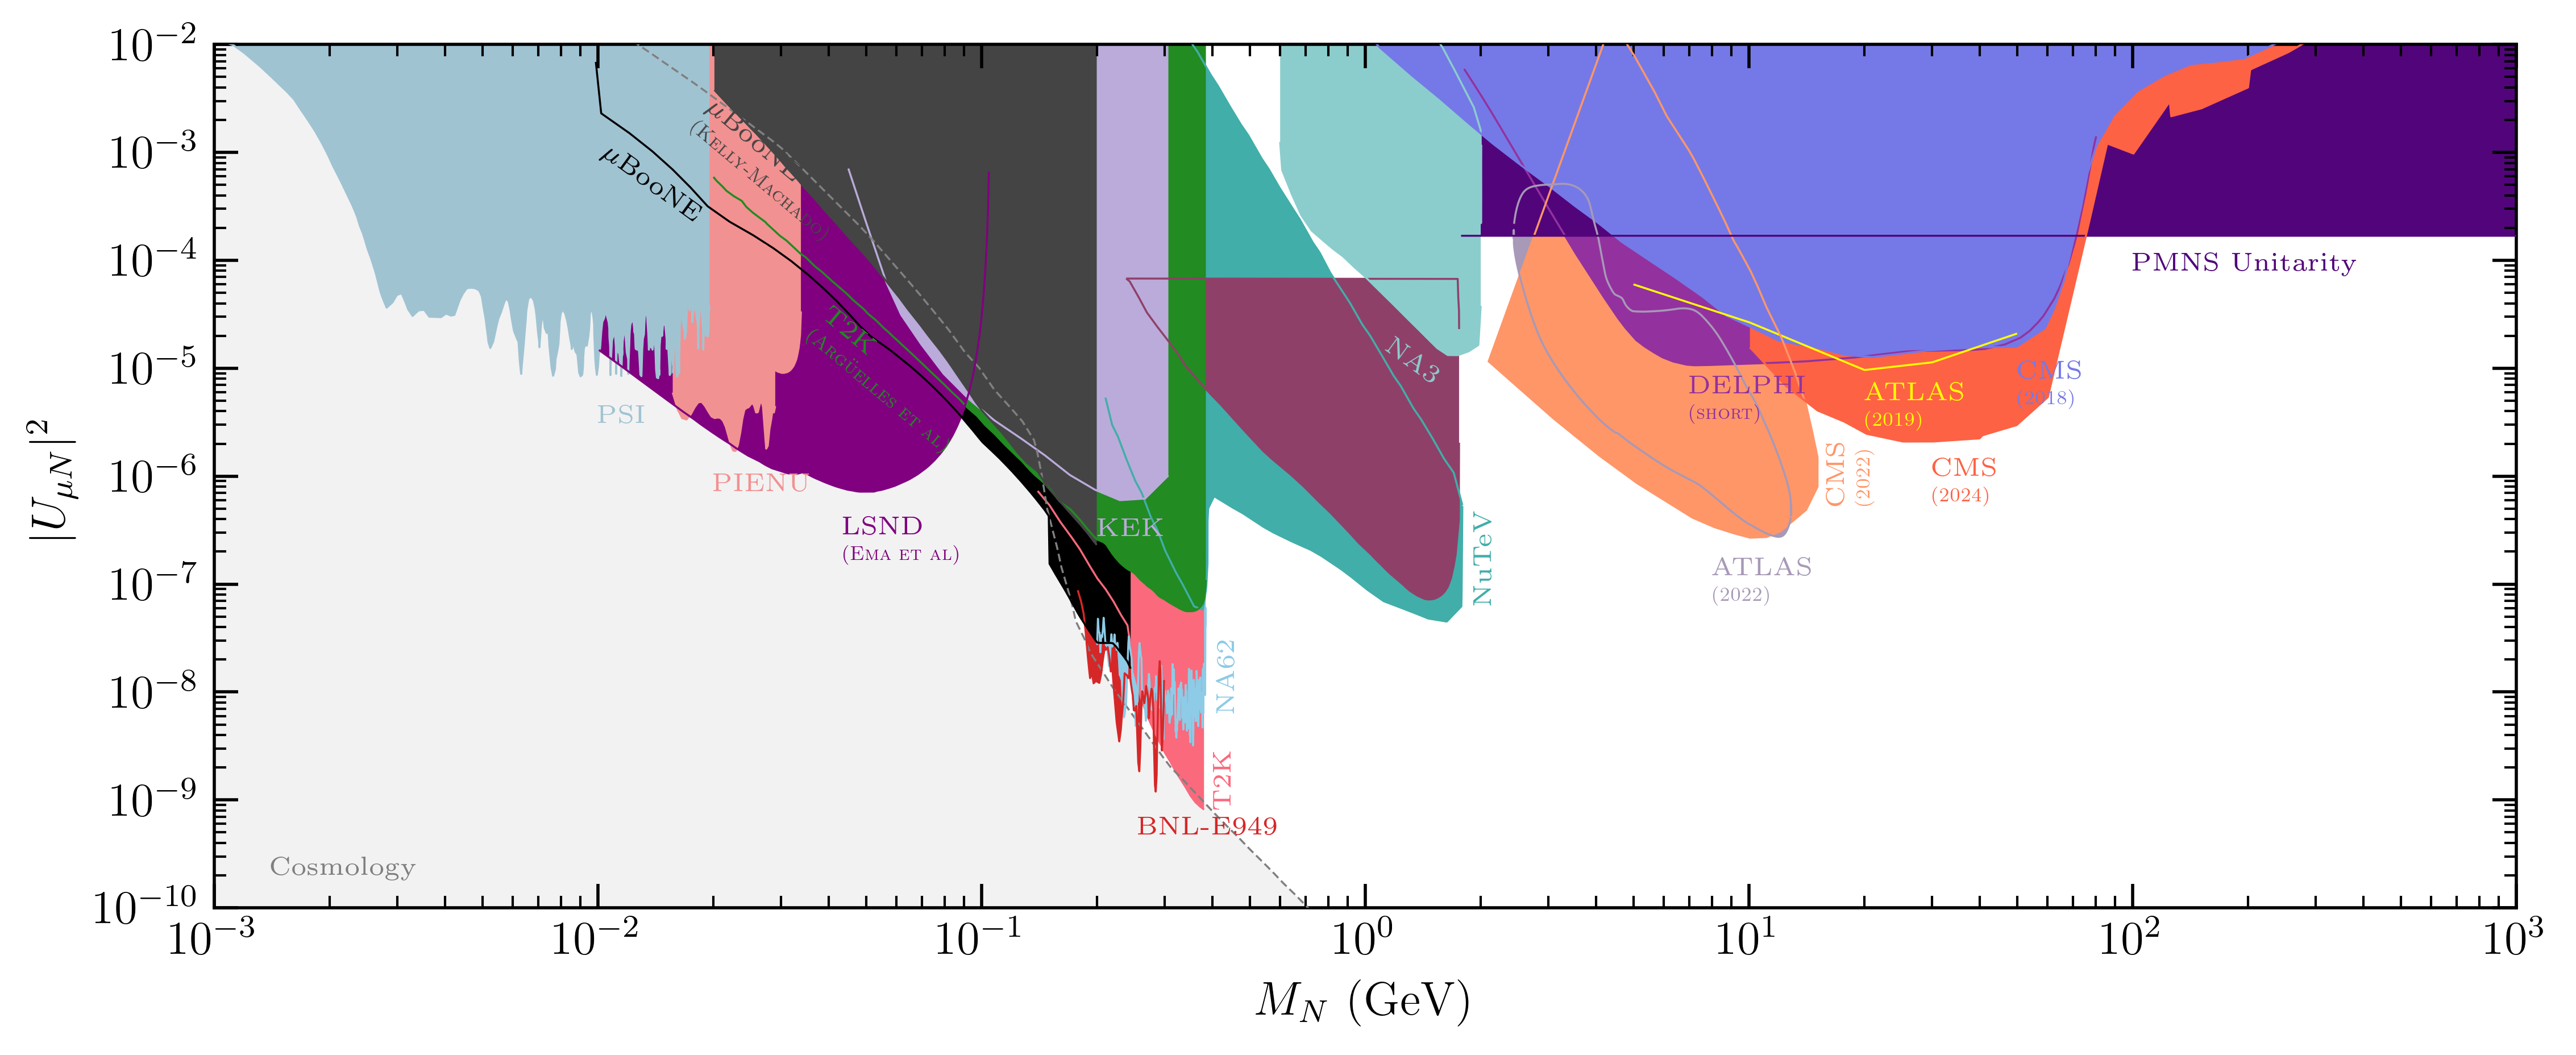 |U_{μN}|^2
10^{-2}
10^{-3}
10^{-4}
10^{-5}
10^{-6}
10^{-7}
10^{-8}
10^{-9}
10^{-10}
μBooNE
(Kelly-Machado)
μBooNE
T2K
(Argüelles et al)
PSI
PIENU
LSND
(Ema et al)
KEK
NA62
T2K
BNL-E949
Cosmology
NA3
NuTeV
DELPHI
(short)
ATLAS
(2019)
CMS
(2018)
CMS
(2022)
CMS
(2024)
ATLAS
(2022)
PMNS Unitarity
10^{-3}
10^{-2}
10^{-1}
10^{0}
10^{1}
10^{2}
10^{3}
M_N (GeV)